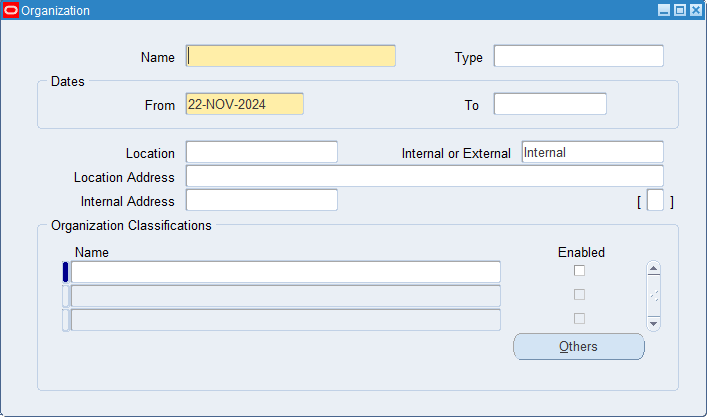 Organization
Name Type
Dates
From 22-NOV-2024 To
Location Internal or External Internal
Location Address
Internal Address [ ]
Organization Classifications
Name Enabled
Others